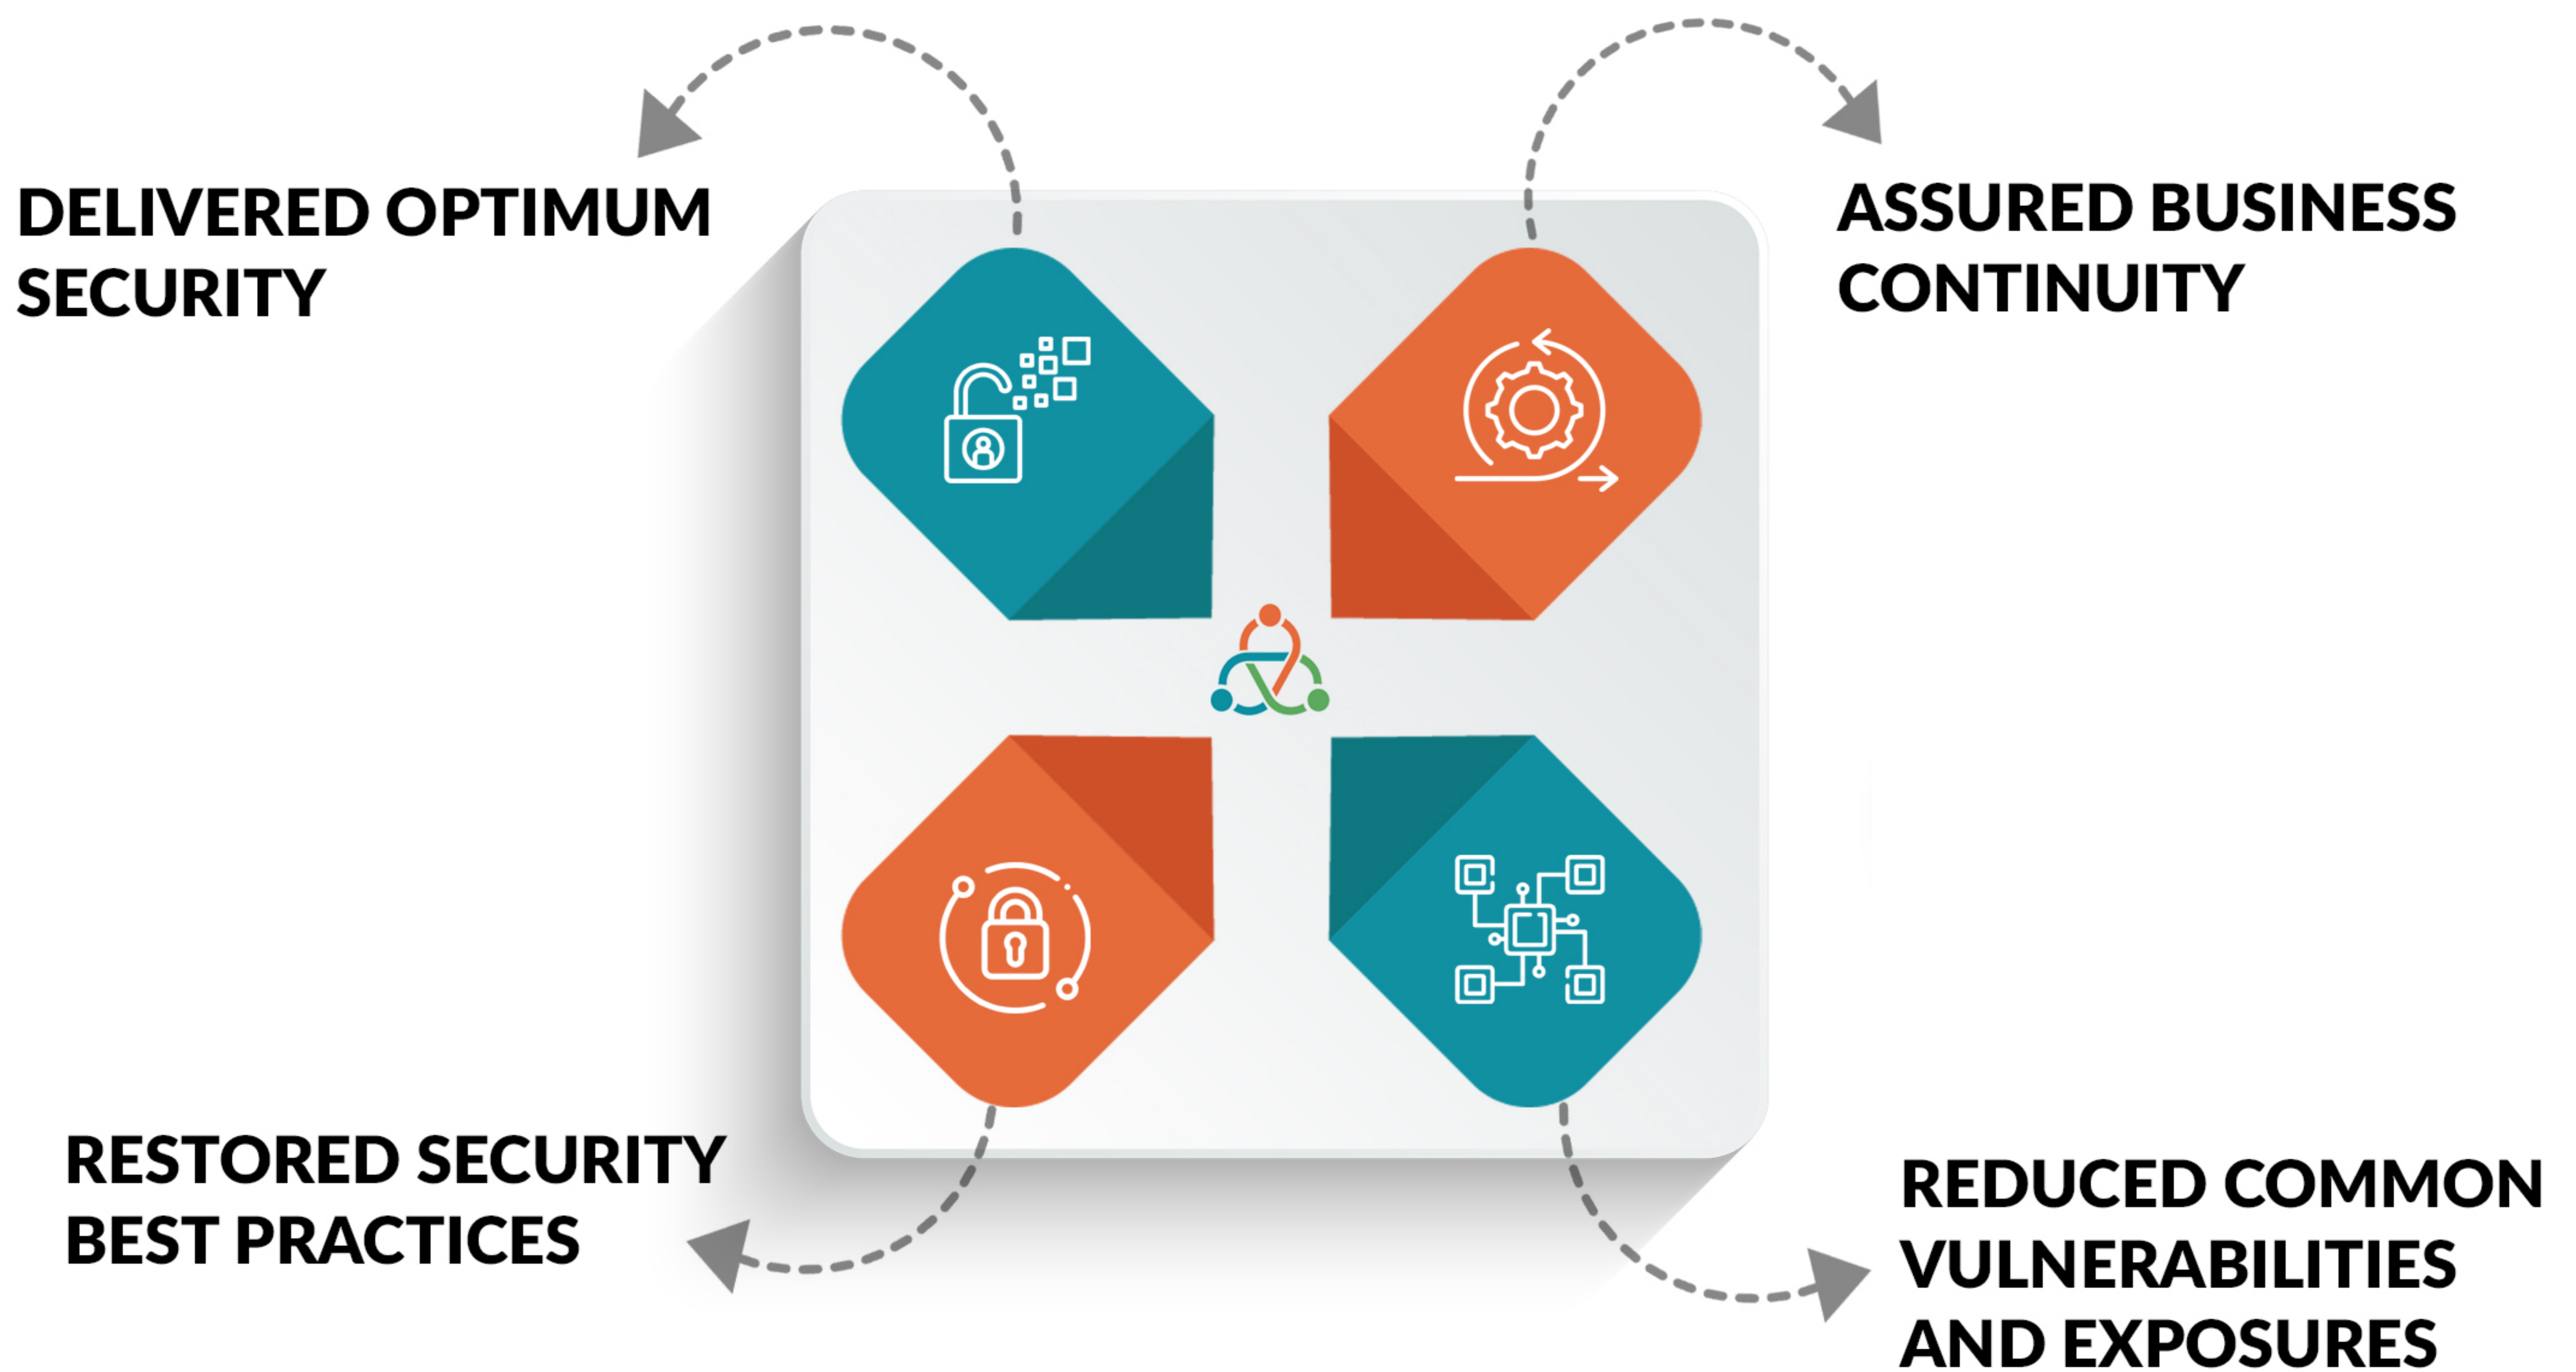 DELIVERED OPTIMUM
SECURITY
ASSURED BUSINESS
CONTINUITY
RESTORED SECURITY
BEST PRACTICES
REDUCED COMMON
VULNERABILITIES
AND EXPOSURES